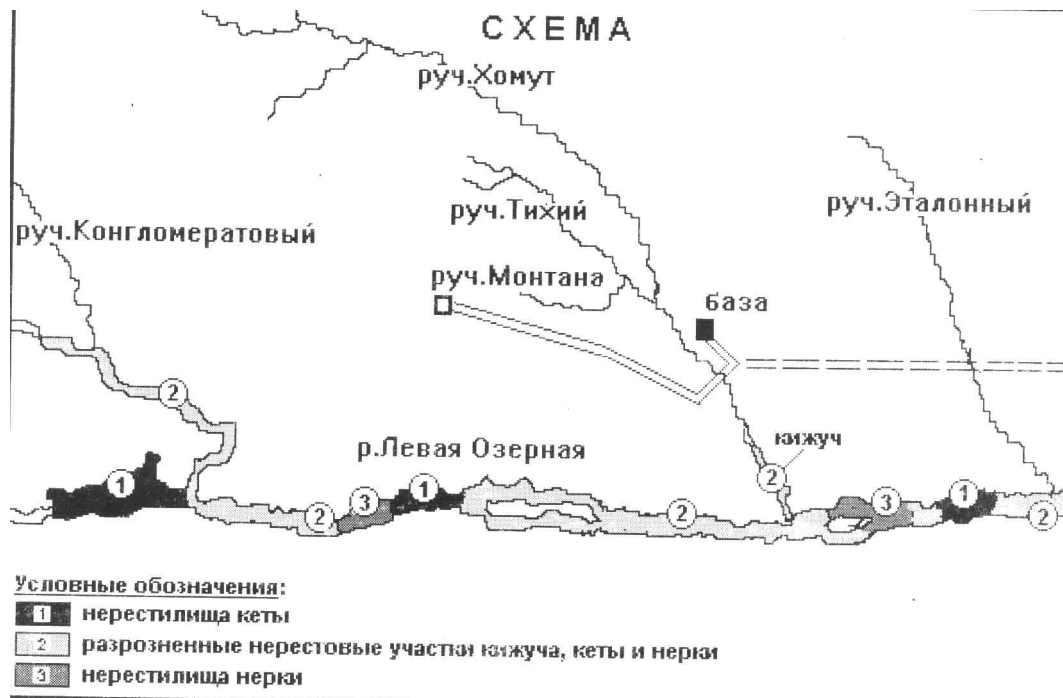 СХЕМА
руч.Хомут
руч.Тихий
руч.Эталонный
руч.Конгломератовый
руч.Монтана
база
2
кижуч
р.Левая Озерная
1
3
1
2
2
2
3
1
2
Условные обозначения:
1 нерестилища кеты
2 разрозненные нерестовые участки кижуча, кеты и нерки
3 нерестилища нерки